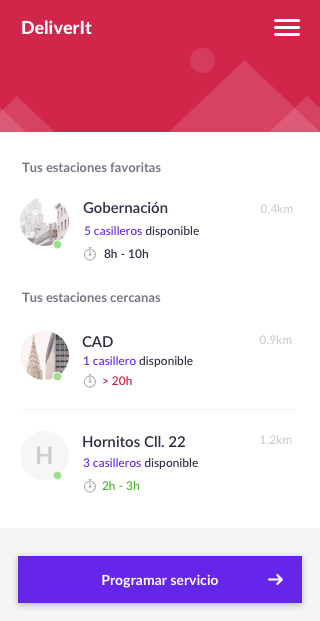 DeliverIt
Tus estaciones favoritas
Gobernación
0.4km
5 casilleros disponible
8h - 10h
Tus estaciones cercanas
CAD
0.9km
1 casillero disponible
> 20h
H
Hornitos Cll. 22
1.2km
3 casilleros disponible
2h - 3h
Programar servicio